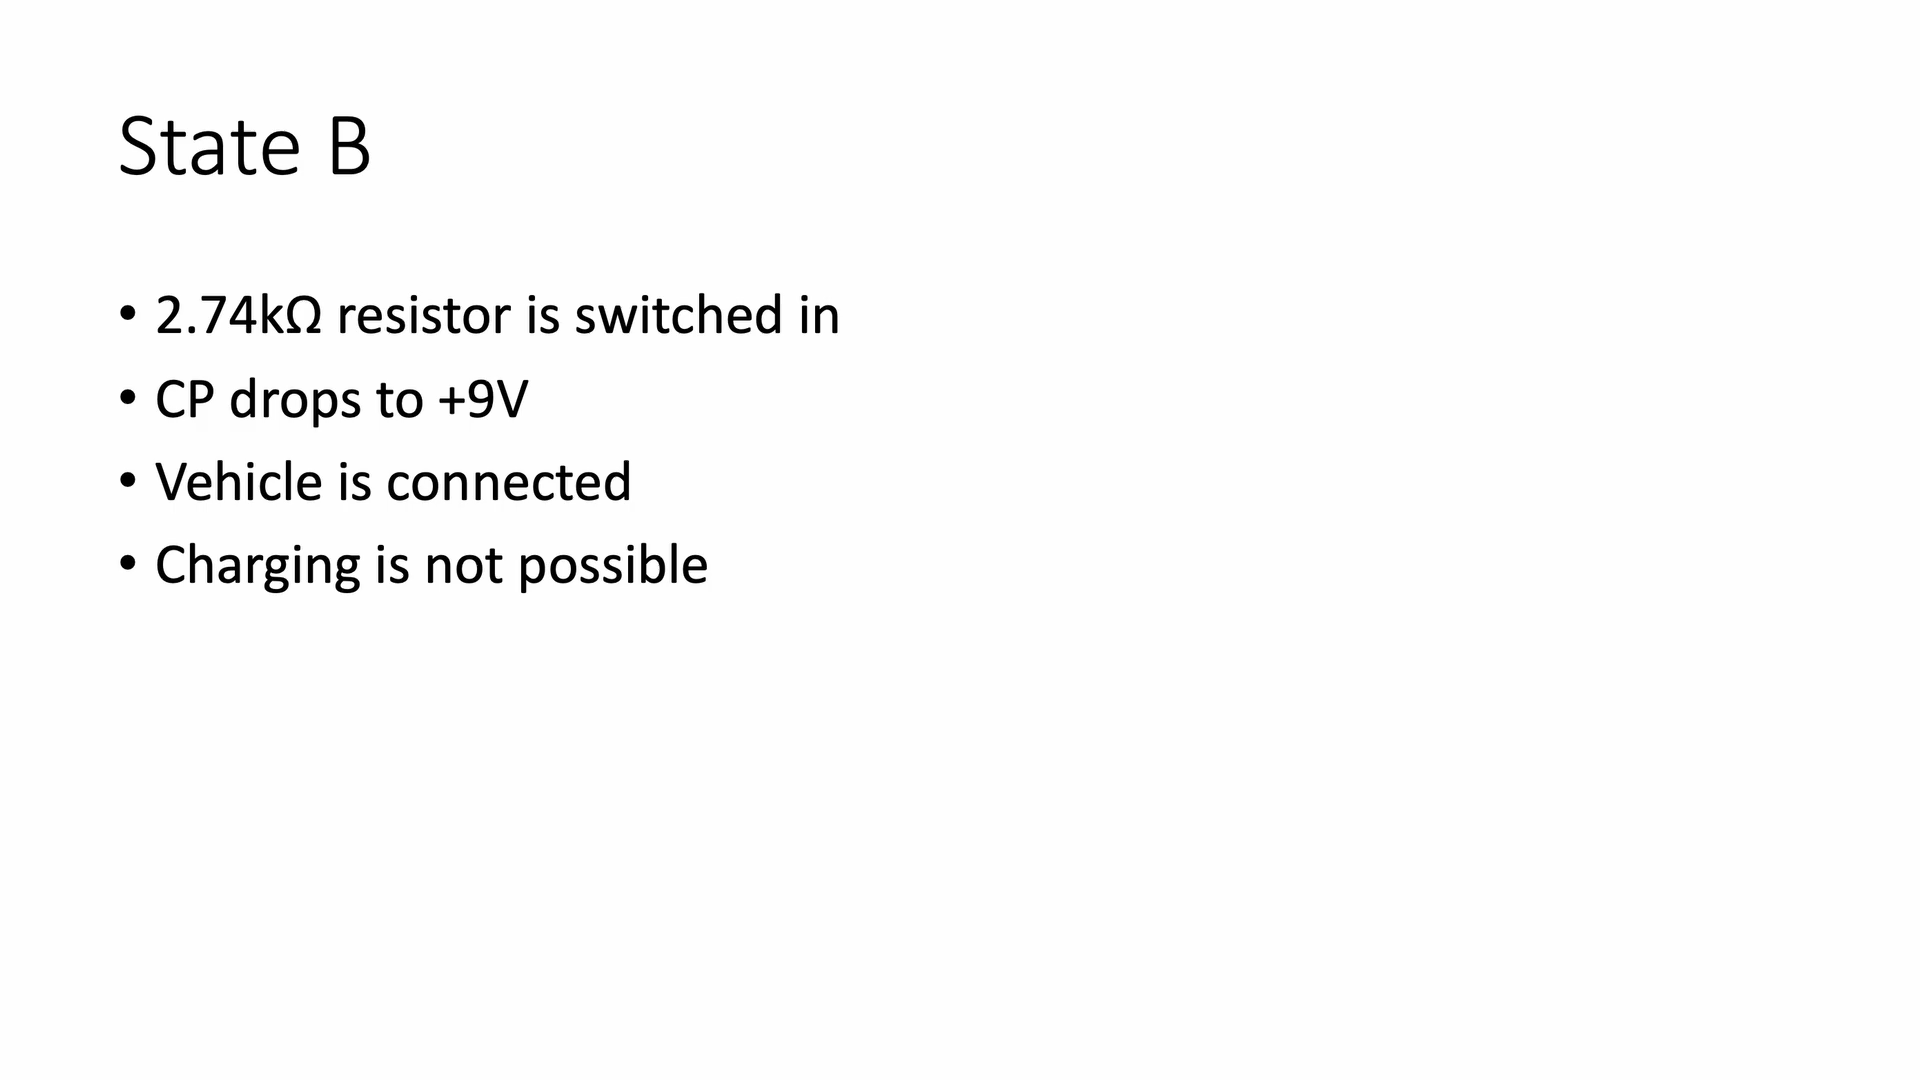 State B
• 2.74kΩ resistor is switched in
• CP drops to +9V
• Vehicle is connected
• Charging is not possible